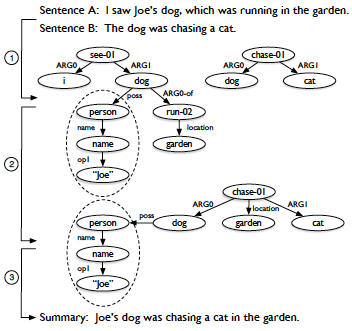 Sentence A: I saw Joe's dog, which was running in the garden.
Sentence B: The dog was chasing a cat.
1
see-01
chase-01
ARG0
ARG1
ARG0
ARG1
i
dog
dog
cat
poss
ARG0-of
person
run-02
name
location
name
garden
op1
"Joe"
2
chase-01
ARG0
location
ARG1
person
poss
dog
garden
cat
name
name
3
op1
"Joe"
Summary: Joe's dog was chasing a cat in the garden.